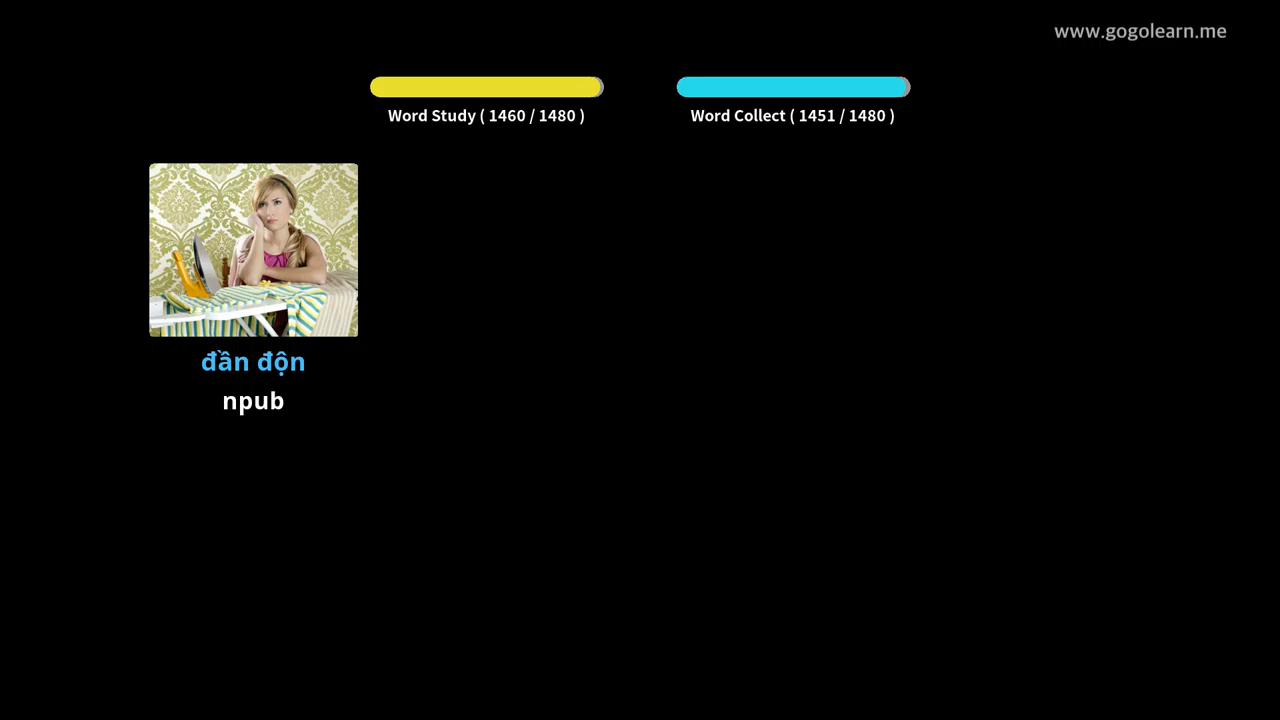 www.gogolearn.me
Word Study ( 1460 / 1480 )
Word Collect ( 1451 / 1480 )
đần độn
npub